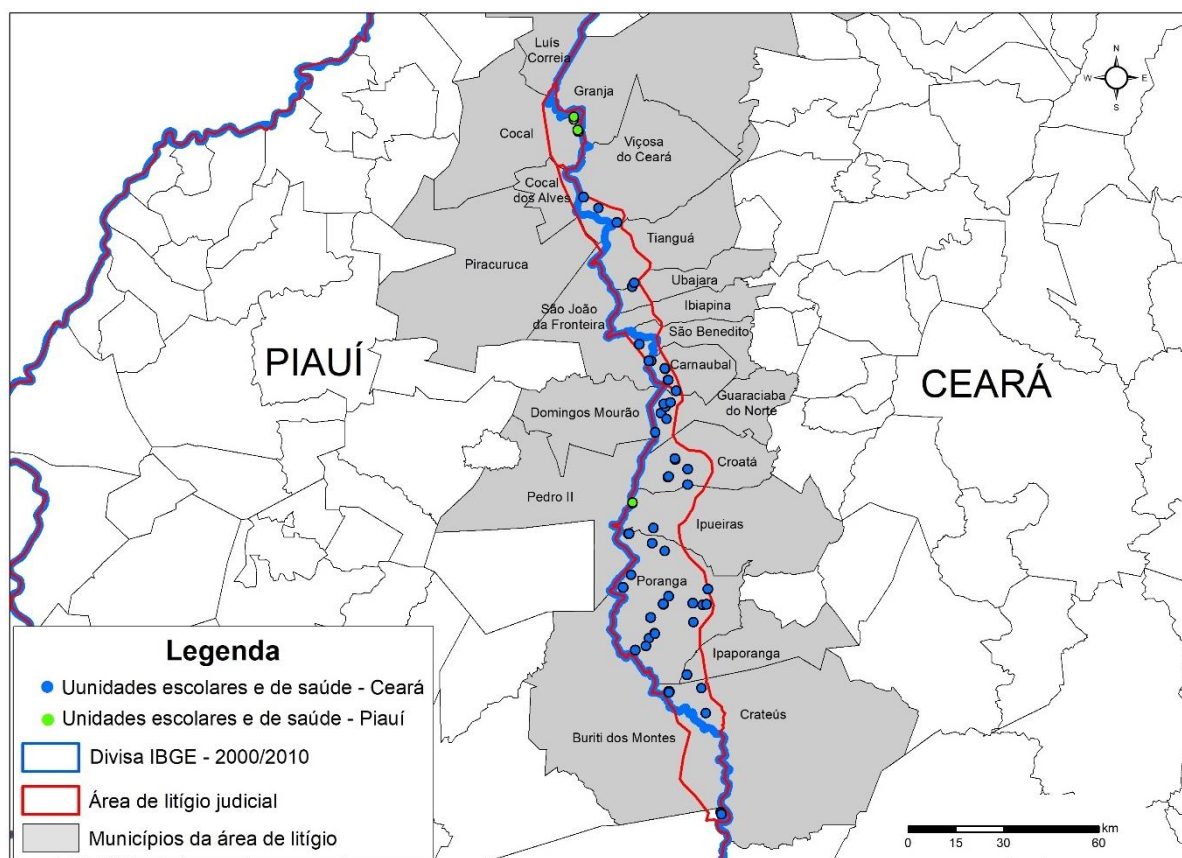 Luís
Correia
Granja
N
W E
S
Cocal
Viçosa
do Ceará
Cocal
dos Alves
Tianguá
Piracuruca
Ubajara
Ibiapina
São João
da Fronteira
São Benedito
PIAUÍ
Carnaubal
CEARÁ
Guaraciaba
do Norte
Domingos Mourão
Croatá
Pedro II
Ipueiras
Poranga
Ipaporanga
Crateús
Buriti dos Montes
Legenda
Uunidades escolares e de saúde - Ceará
Unidades escolares e de saúde - Piauí
Divisa IBGE - 2000/2010
Área de litígio judicial
Municípios da área de litígio
km
0 15 30 60